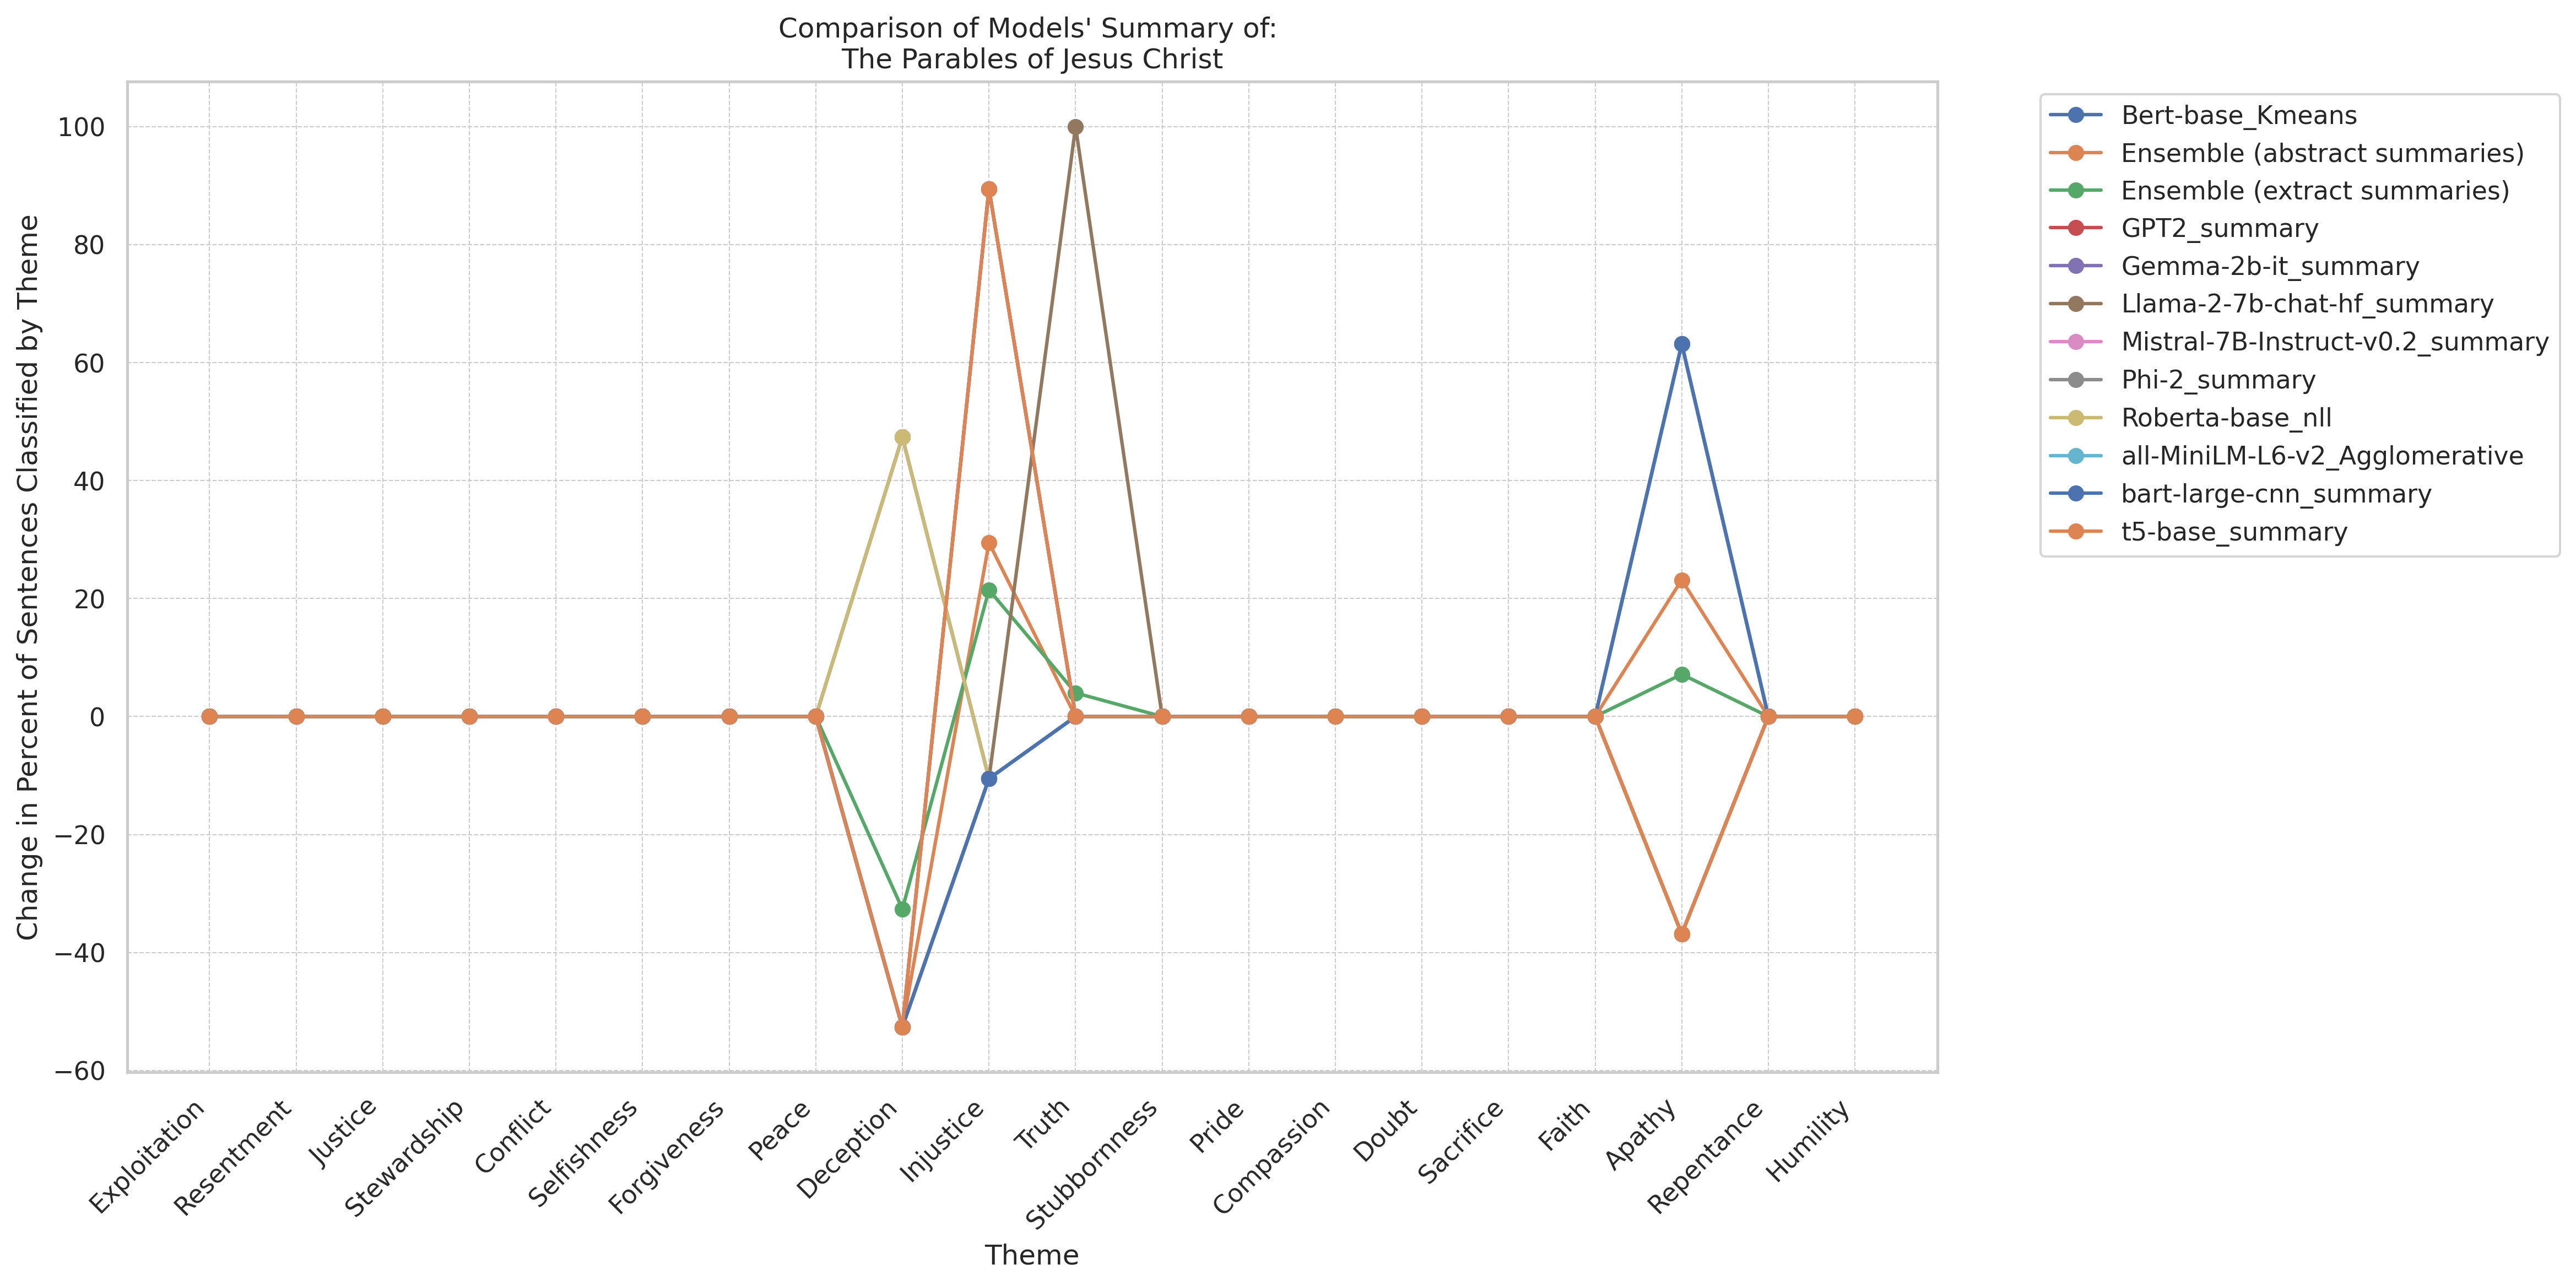 Comparison of Models' Summary of:
The Parables of Jesus Christ
Change in Percent of Sentences Classified by Theme
100
80
60
40
20
0
−20
−40
−60
Exploitation
Resentment
Justice
Stewardship
Conflict
Selfishness
Forgiveness
Peace
Deception
Injustice
Truth
Stubbornness
Pride
Compassion
Doubt
Sacrifice
Faith
Apathy
Repentance
Humility
Theme
Bert-base_Kmeans
Ensemble (abstract summaries)
Ensemble (extract summaries)
GPT2_summary
Gemma-2b-it_summary
Llama-2-7b-chat-hf_summary
Mistral-7B-Instruct-v0.2_summary
Phi-2_summary
Roberta-base_nll
all-MiniLM-L6-v2_Agglomerative
bart-large-cnn_summary
t5-base_summary